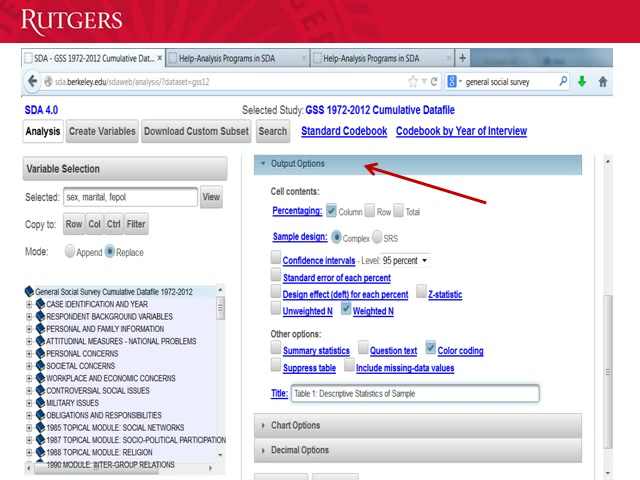 RUTGERS
SDA - GSS 1972-2012 Cumulative Dat... × Help-Analysis Programs in SDA × Help-Analysis Programs in SDA × +
sda.berkeley.edu/sdaweb/analysis/?dataset=gss12 general social survey
SDA 4.0 Selected Study: GSS 1972-2012 Cumulative Datafile
Analysis Create Variables Download Custom Subset Search Standard Codebook Codebook by Year of Interview
Variable Selection
Selected: sex, marital, fepol View
Copy to: Row Col Ctrl Filter
Mode: Append Replace
General Social Survey Cumulative Datafile 1972-2012
CASE IDENTIFICATION AND YEAR
RESPONDENT BACKGROUND VARIABLES
PERSONAL AND FAMILY INFORMATION
ATTITUDINAL MEASURES - NATIONAL PROBLEMS
PERSONAL CONCERNS
SOCIETAL CONCERNS
WORKPLACE AND ECONOMIC CONCERNS
CONTROVERSIAL SOCIAL ISSUES
MILITARY ISSUES
OBLIGATIONS AND RESPONSIBILITIES
1985 TOPICAL MODULE: SOCIAL NETWORKS
1987 TOPICAL MODULE: SOCIO-POLITICAL PARTICIPATION
1988 TOPICAL MODULE: RELIGION
1990 MODULE: INTER-GROUP RELATIONS
Output Options
Cell contents:
Percentaging: Column Row Total
Sample design: Complex SRS
Confidence intervals - Level: 95 percent
Standard error of each percent
Design effect (deft) for each percent Z-statistic
Unweighted N Weighted N
Other options:
Summary statistics Question text Color coding
Suppress table Include missing-data values
Title: Table 1: Descriptive Statistics of Sample
Chart Options
Decimal Options